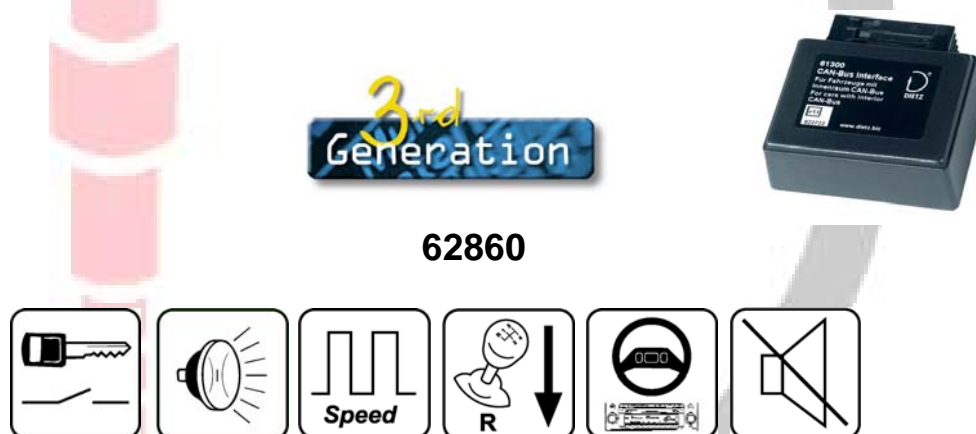 3rd
Generation
61300
CAN-Bus Interface
Für Fahrzeuge mit
Innenraum CAN-Bus
For cars with interior
CAN-Bus
DIETZ
www.dietz.biz
62860
Speed
R